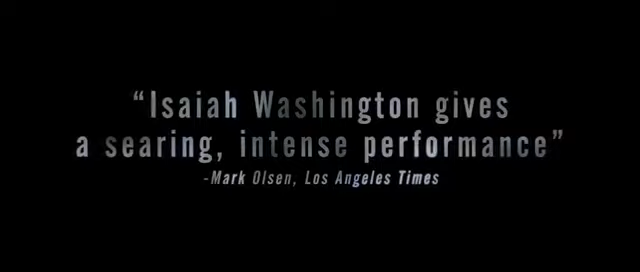 “Isaiah Washington gives
a searing, intense performance”
-Mark Olsen, Los Angeles Times